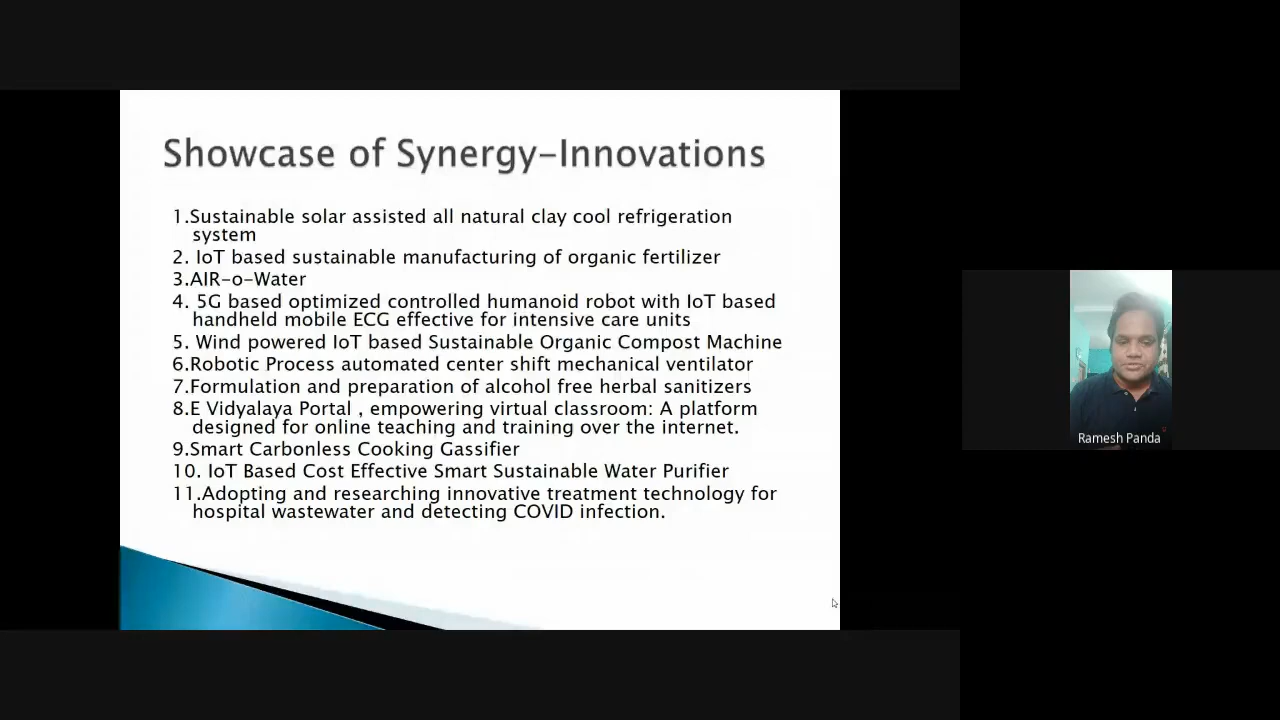 Showcase of Synergy-Innovations
1.Sustainable solar assisted all natural clay cool refrigeration
system
2. IoT based sustainable manufacturing of organic fertilizer
3.AIR-o-Water
4. 5G based optimized controlled humanoid robot with IoT based
handheld mobile ECG effective for intensive care units
5. Wind powered IoT based Sustainable Organic Compost Machine
6.Robotic Process automated center shift mechanical ventilator
7.Formulation and preparation of alcohol free herbal sanitizers
8.E Vidyalaya Portal , empowering virtual classroom: A platform
designed for online teaching and training over the internet.
9.Smart Carbonless Cooking Gassifier
10. IoT Based Cost Effective Smart Sustainable Water Purifier
11.Adopting and researching innovative treatment technology for
hospital wastewater and detecting COVID infection.
Ramesh Panda